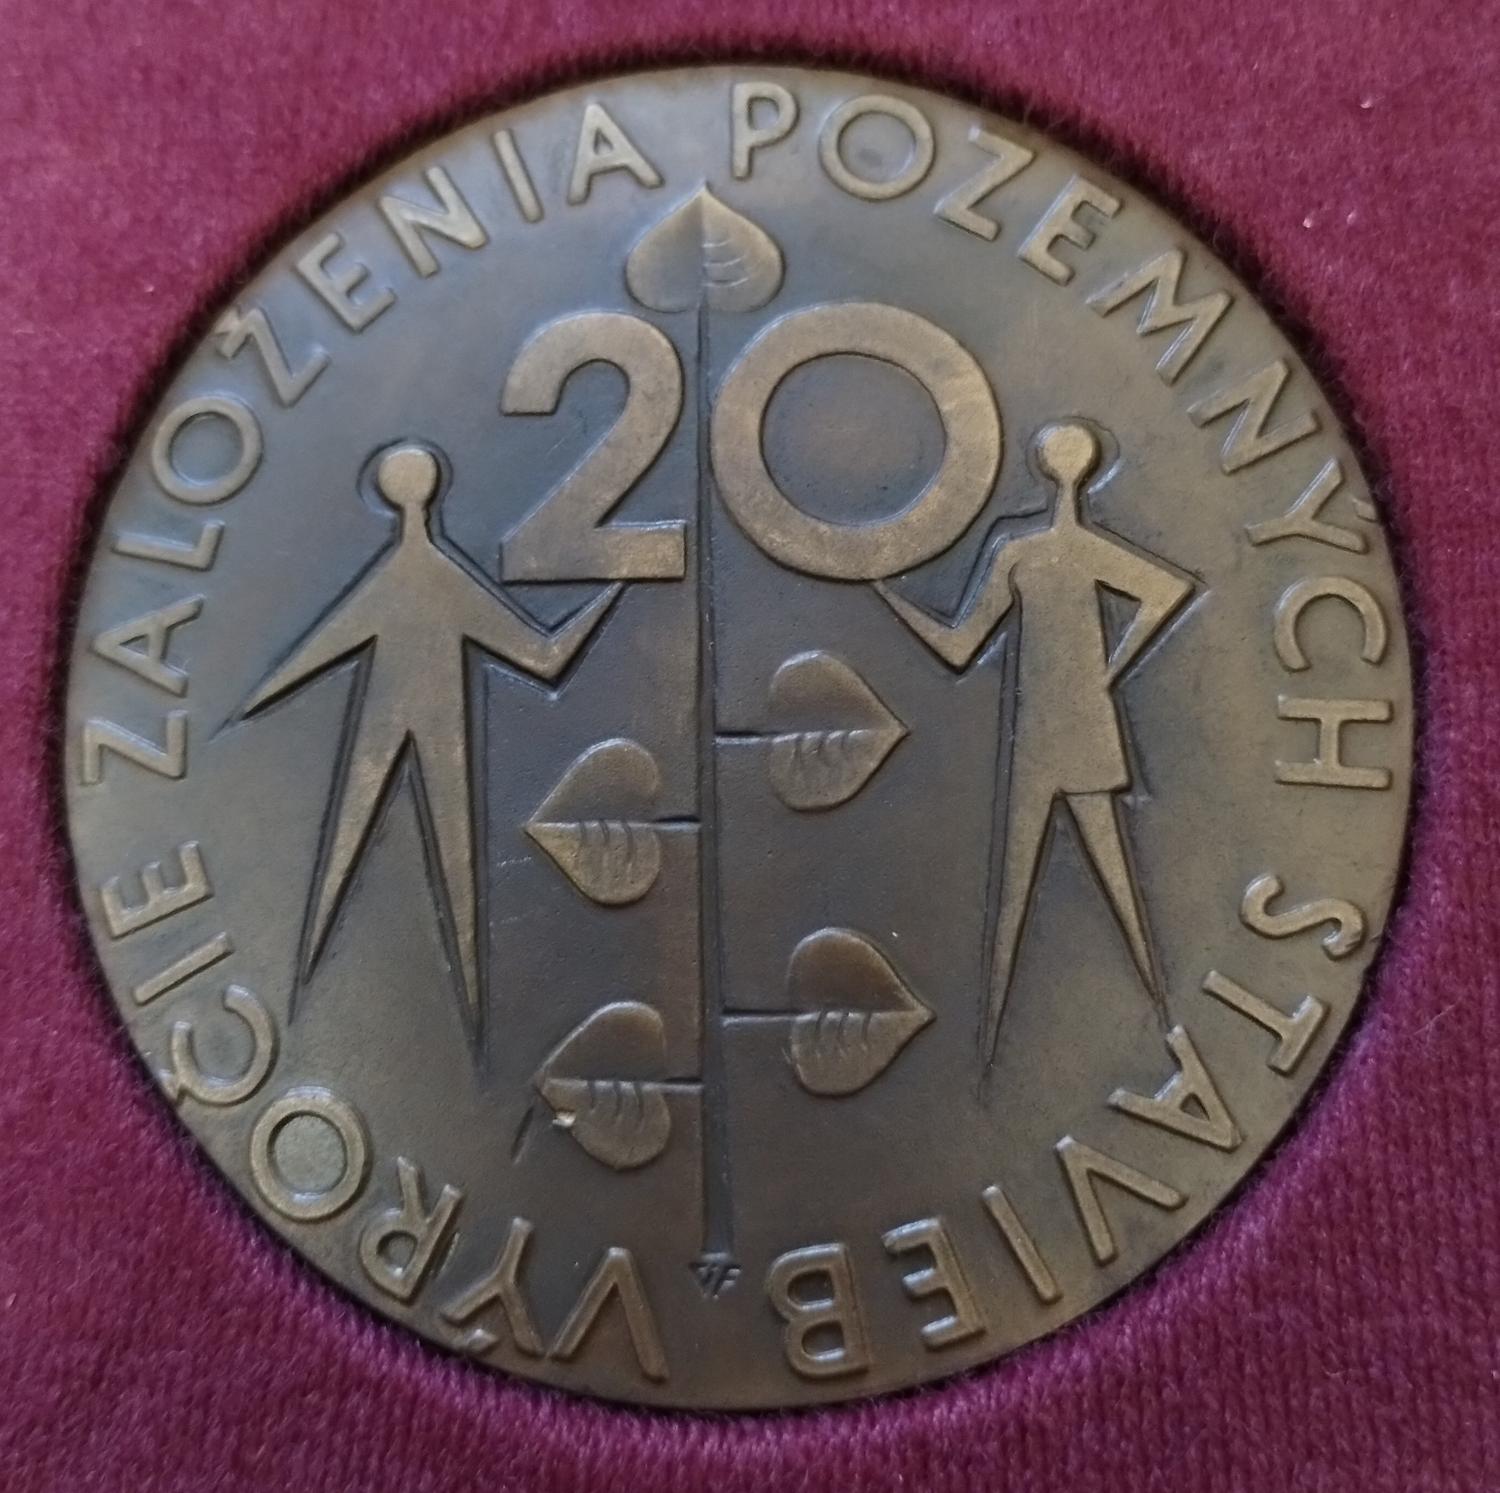 VÝROČIE ZALOŽENIA POZEMNÝCH STAVIEB
20